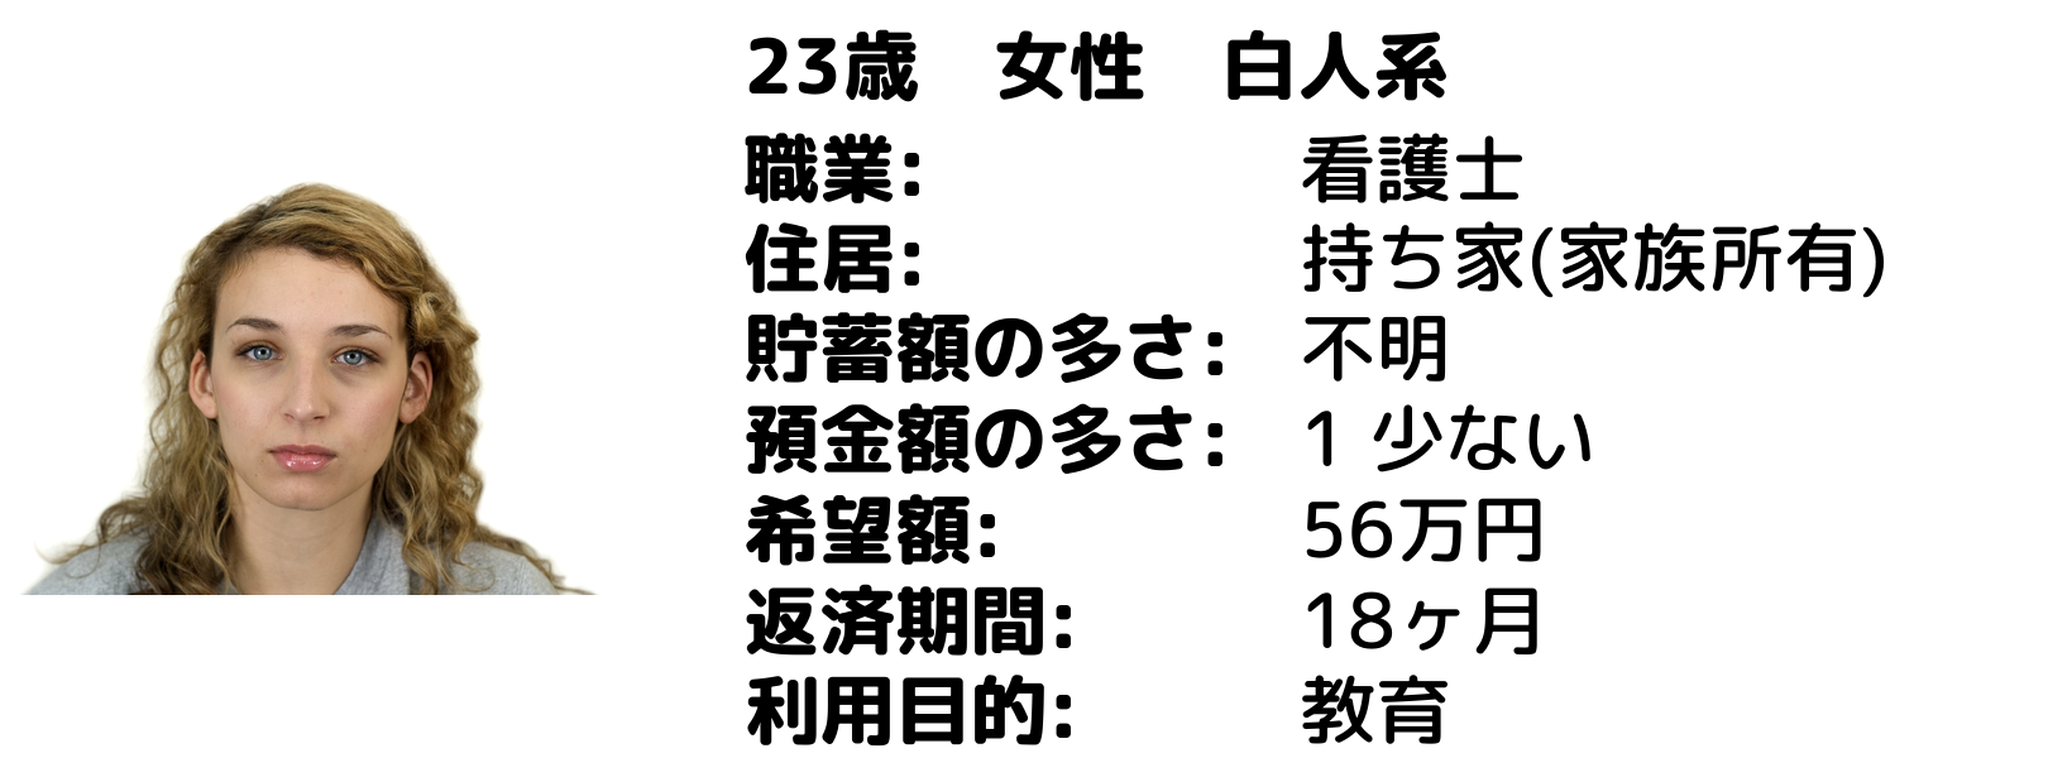 23歳　女性　白人系
職業: 看護士
住居: 持ち家(家族所有)
貯蓄額の多さ: 不明
預金額の多さ: 1 少ない
希望額: 56万円
返済期間: 18ヶ月
利用目的: 教育